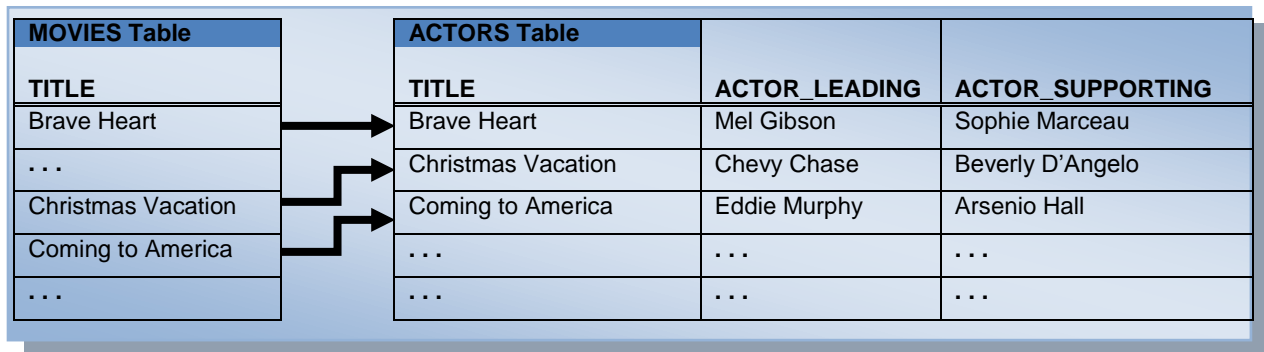 MOVIES Table ACTORS Table
TITLE TITLE ACTOR_LEADING ACTOR_SUPPORTING
Brave Heart Brave Heart Mel Gibson Sophie Marceau
. . . Christmas Vacation Chevy Chase Beverly D’Angelo
Christmas Vacation Coming to America Eddie Murphy Arsenio Hall
Coming to America . . . . . . . . .
. . . . . . . . . . . .